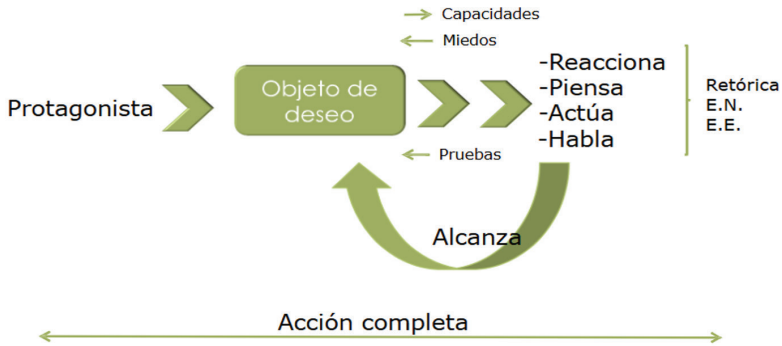 Capacidades
Miedos
Protagonista
Objeto de
deseo
-Reacciona
-Piensa
-Actúa
-Habla
Retórica
E.N.
E.E.
Pruebas
Alcanza
Acción completa